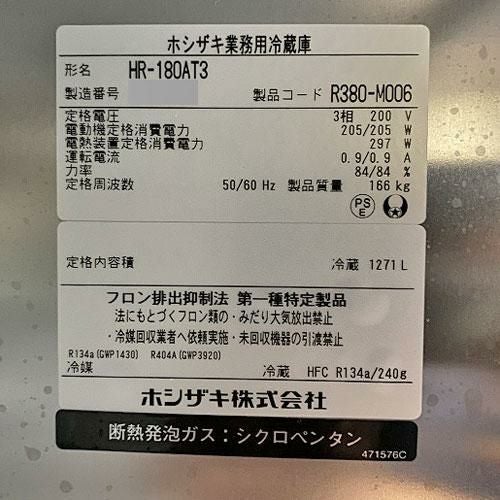 ホシザキ業務用冷蔵庫
形名 HR-180AT3
製造番号 製品コード R380-M006
定格電圧 3相 200 V
電動機定格消費電力 205/205 W
電熱装置定格消費電力 297 W
運転電流 0.9/0.9 A
力率 84/84 %
定格周波数 50/60 Hz 製品質量 166 kg
PS
E
定格内容積 冷蔵 1271 L
フロン排出抑制法 第一種特定製品
法にもとづくフロン類の・みだり大気放出禁止
・冷媒回収業者へ依頼実施・未回収機器の引渡禁止
R134a(GWP1430) R404A(GWP3920)
冷媒 冷蔵 HFC R134a/240g
ホシザキ株式会社
断熱発泡ガス：シクロペンタン
471576C